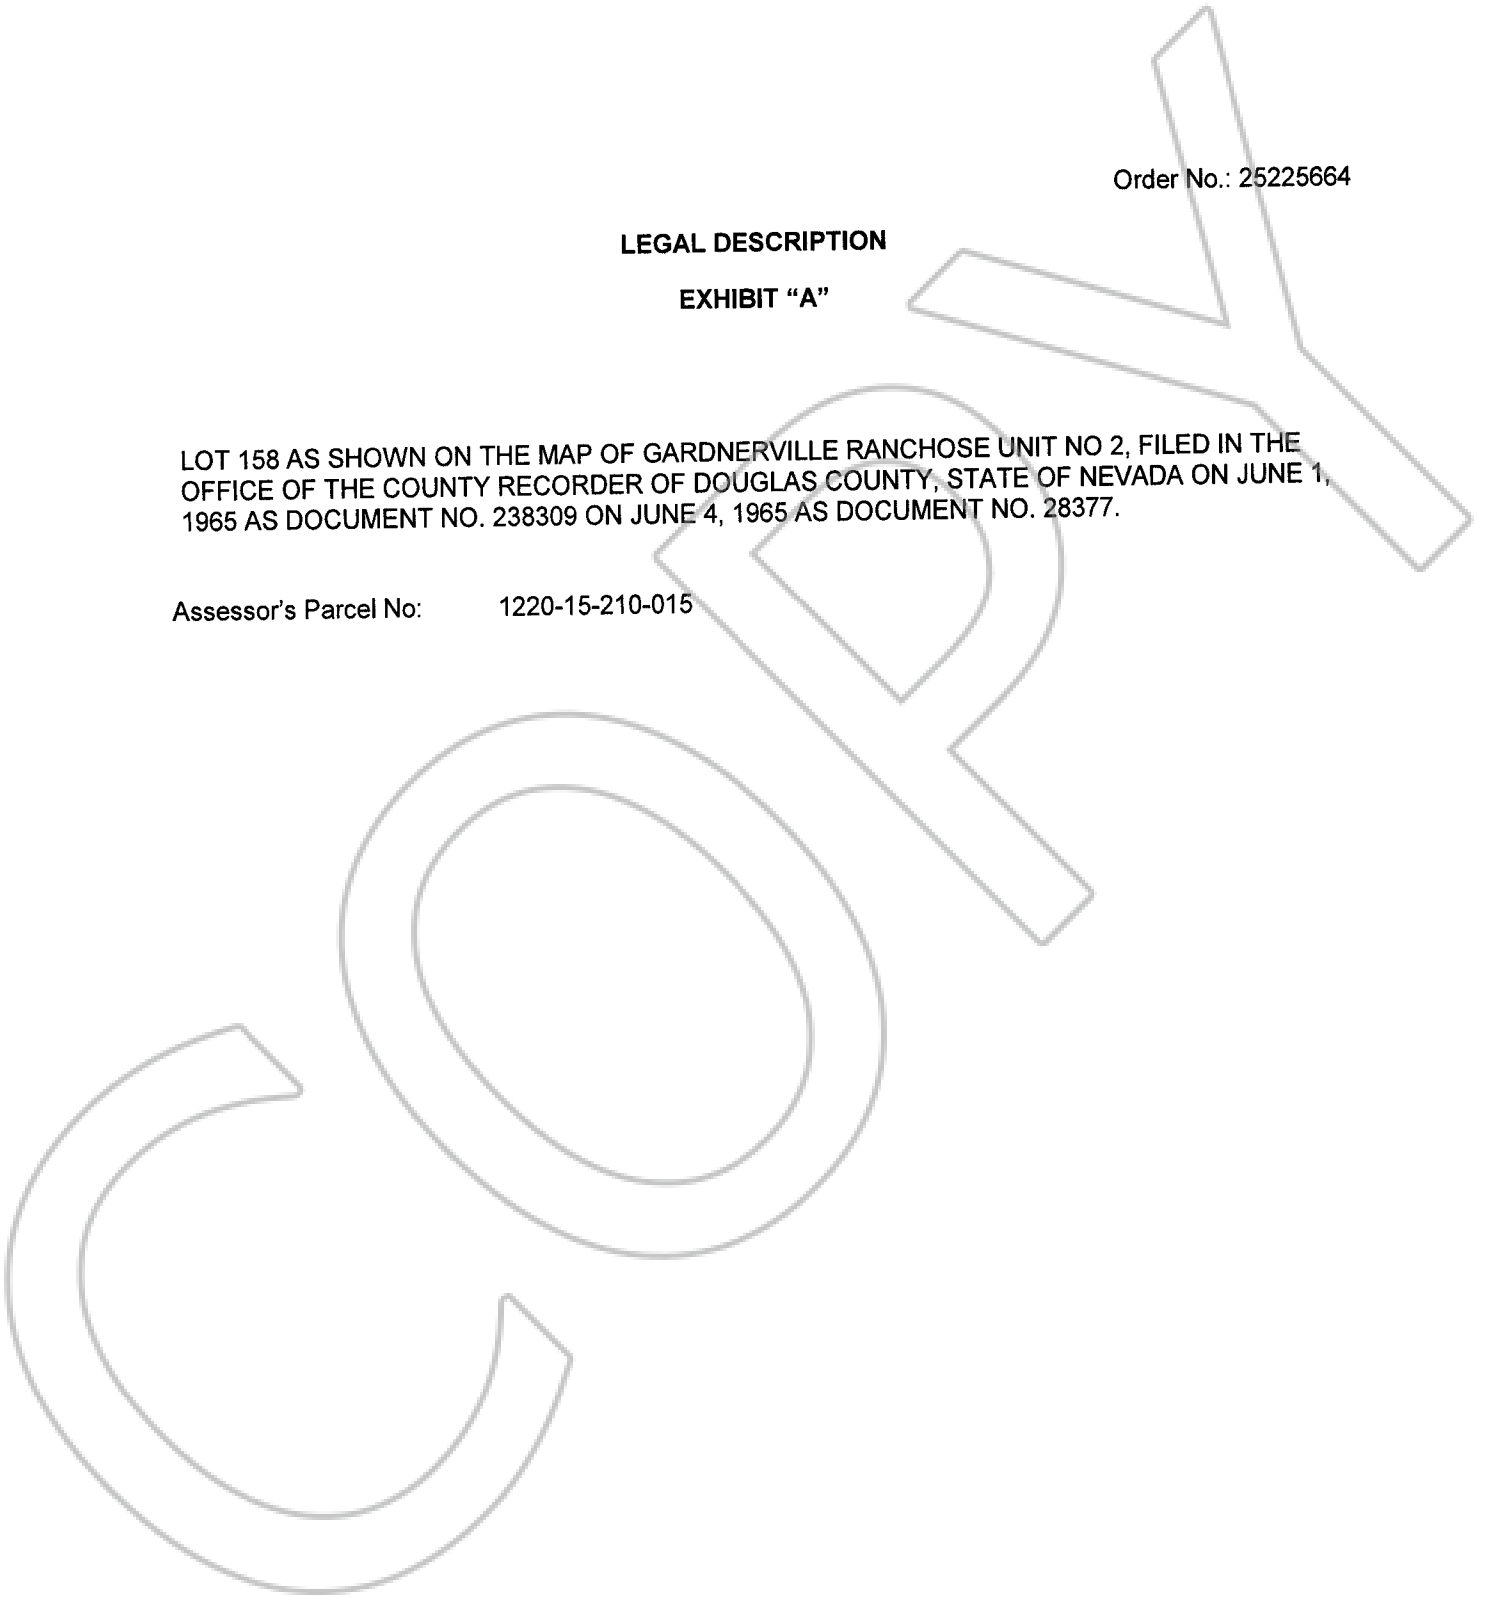 Order No.: 25225664
LEGAL DESCRIPTION
EXHIBIT “A”
LOT 158 AS SHOWN ON THE MAP OF GARDNERVILLE RANCHOSE UNIT NO 2, FILED IN THE
OFFICE OF THE COUNTY RECORDER OF DOUGLAS COUNTY, STATE OF NEVADA ON JUNE 1,
1965 AS DOCUMENT NO. 238309 ON JUNE 4, 1965 AS DOCUMENT NO. 28377.
Assessor’s Parcel No: 1220-15-210-015
COPY